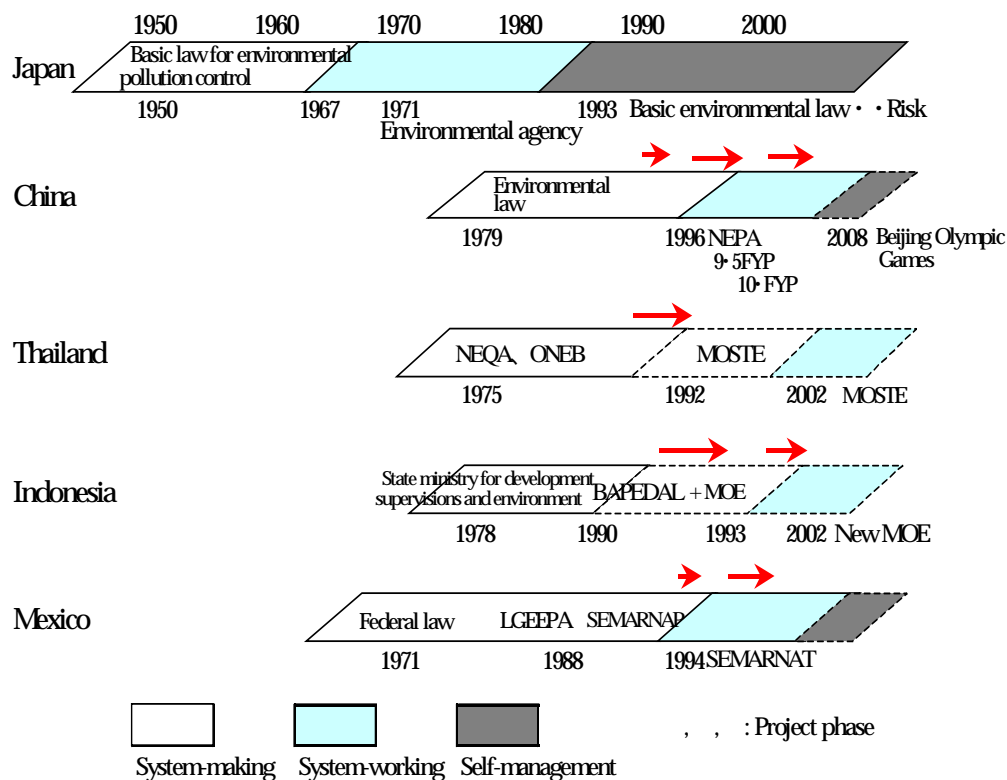 1950 1960 1970 1980 1990 2000
Japan
Basic law for environmental
pollution control
1950 1967 1971 1993 Basic environmental law・・Risk
Environmental agency
China
Environmental
law
1979 1996 NEPA 2008 Beijing Olympic
9・5FYP Games
10・FYP
Thailand
NEQA、ONEB MOSTE
1975 1992 2002 MOSTE
Indonesia
State ministry for development
supervisions and environment BAPEDAL + MOE
1978 1990 1993 2002 New MOE
Mexico
Federal law LGEEPA SEMARNAP
1971 1988 1994 SEMARNAT
, , : Project phase
System-making System-working Self-management